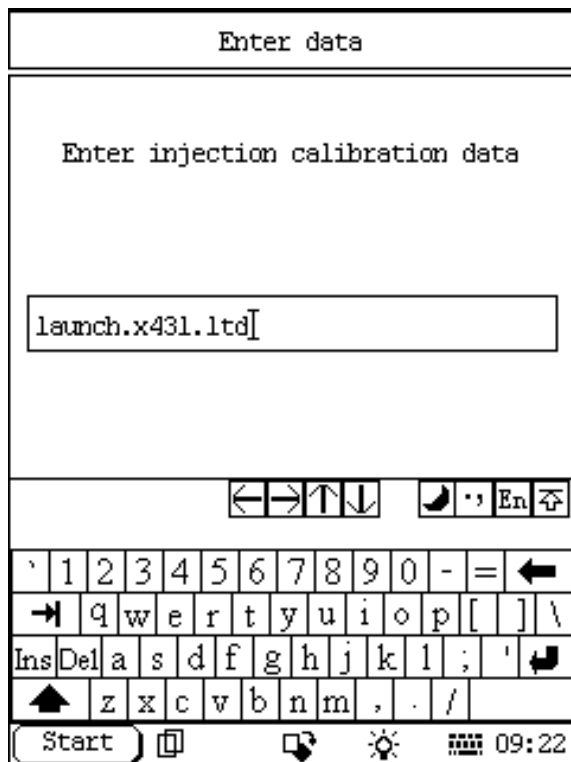 Enter data
Enter injection calibration data
launch.x431.ltd
·, En
` 1 2 3 4 5 6 7 8 9 0 - =
q w e r t y u i o p [ ] \
Ins Del a s d f g h j k l ; '
z x c v b n m , . /
Start 09:22